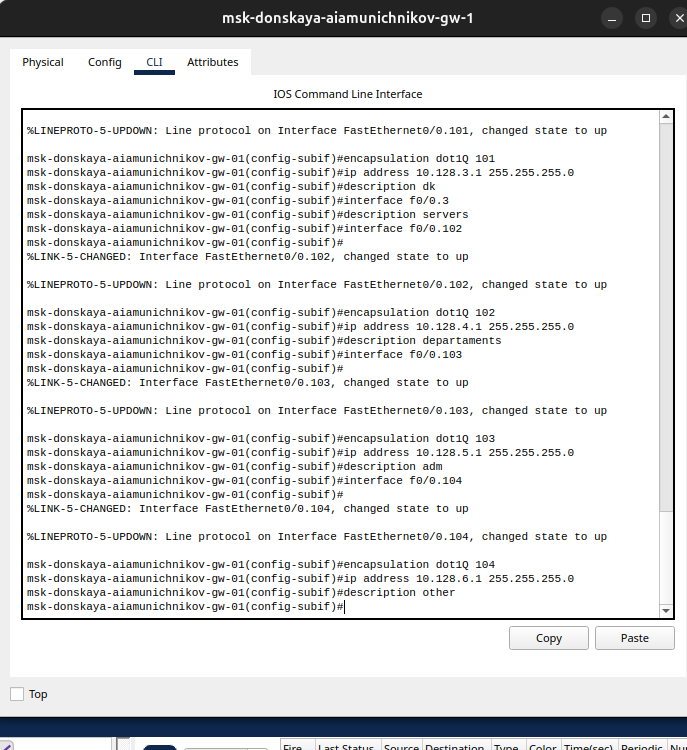 msk-donskaya-aiamunichnikov-gw-1
Physical Config CLI Attributes
IOS Command Line Interface
%LINEPROTO-5-UPDOWN: Line protocol on Interface FastEthernet0/0.101, changed state to up
msk-donskaya-aiamunichnikov-gw-01(config-subif)#encapsulation dot1Q 101
msk-donskaya-aiamunichnikov-gw-01(config-subif)#ip address 10.128.3.1 255.255.255.0
msk-donskaya-aiamunichnikov-gw-01(config-subif)#description dk
msk-donskaya-aiamunichnikov-gw-01(config-subif)#interface f0/0.3
msk-donskaya-aiamunichnikov-gw-01(config-subif)#description servers
msk-donskaya-aiamunichnikov-gw-01(config-subif)#interface f0/0.102
msk-donskaya-aiamunichnikov-gw-01(config-subif)#
%LINK-5-CHANGED: Interface FastEthernet0/0.102, changed state to up
%LINEPROTO-5-UPDOWN: Line protocol on Interface FastEthernet0/0.102, changed state to up
msk-donskaya-aiamunichnikov-gw-01(config-subif)#encapsulation dot1Q 102
msk-donskaya-aiamunichnikov-gw-01(config-subif)#ip address 10.128.4.1 255.255.255.0
msk-donskaya-aiamunichnikov-gw-01(config-subif)#description departaments
msk-donskaya-aiamunichnikov-gw-01(config-subif)#interface f0/0.103
msk-donskaya-aiamunichnikov-gw-01(config-subif)#
%LINK-5-CHANGED: Interface FastEthernet0/0.103, changed state to up
%LINEPROTO-5-UPDOWN: Line protocol on Interface FastEthernet0/0.103, changed state to up
msk-donskaya-aiamunichnikov-gw-01(config-subif)#encapsulation dot1Q 103
msk-donskaya-aiamunichnikov-gw-01(config-subif)#ip address 10.128.5.1 255.255.255.0
msk-donskaya-aiamunichnikov-gw-01(config-subif)#description adm
msk-donskaya-aiamunichnikov-gw-01(config-subif)#interface f0/0.104
msk-donskaya-aiamunichnikov-gw-01(config-subif)#
%LINK-5-CHANGED: Interface FastEthernet0/0.104, changed state to up
%LINEPROTO-5-UPDOWN: Line protocol on Interface FastEthernet0/0.104, changed state to up
msk-donskaya-aiamunichnikov-gw-01(config-subif)#encapsulation dot1Q 104
msk-donskaya-aiamunichnikov-gw-01(config-subif)#ip address 10.128.6.1 255.255.255.0
msk-donskaya-aiamunichnikov-gw-01(config-subif)#description other
msk-donskaya-aiamunichnikov-gw-01(config-subif)#
Copy Paste
Top
Fire Last Status Source Destination Type Color Time(sec) Periodic